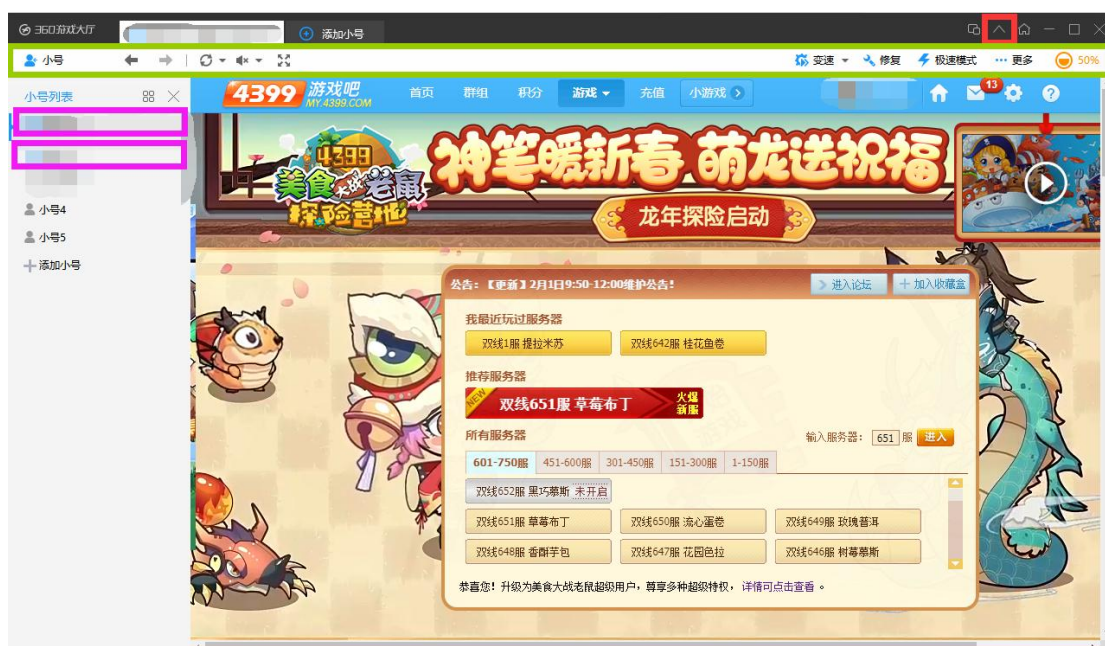 360游戏大厅
添加小号
小号
变速
修复
极速模式
更多
50%
小号列表
小号4
小号5
添加小号
4399 游戏吧
MY.4399.COM
首页 群组 积分 游戏 充值 小游戏
13
4399
美食大战老鼠
探险营地
神笔暖新春 萌龙送祝福
龙年探险启动
公告：【更新】2月1日9:50-12:00维护公告！
进入论坛
加入收藏盒
我最近玩过服务器
双线1服 提拉米苏 双线642服 桂花鱼卷
推荐服务器
NEW 双线651服 草莓布丁 火爆新服
所有服务器
输入服务器： 651 服 进入
601-750服 451-600服 301-450服 151-300服 1-150服
双线652服 黑巧慕斯 未开启
双线651服 草莓布丁 双线650服 流心蛋卷 双线649服 玫瑰普洱
双线648服 香酥芋包 双线647服 花园色拉 双线646服 树莓慕斯
恭喜您！升级为美食大战老鼠超级用户，尊享多种超级特权，详情可点击查看 。